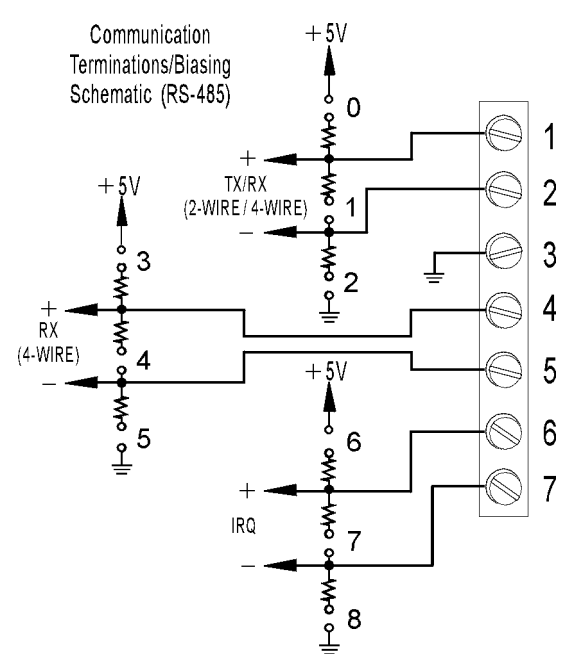 Communication
Terminations/Biasing
Schematic (RS-485)
+5V
0
+
TX/RX
(2-WIRE / 4-WIRE)
1
−
2
+5V
3
+
RX
(4-WIRE)
4
−
5
+5V
6
+
IRQ
7
−
8
1
2
3
4
5
6
7